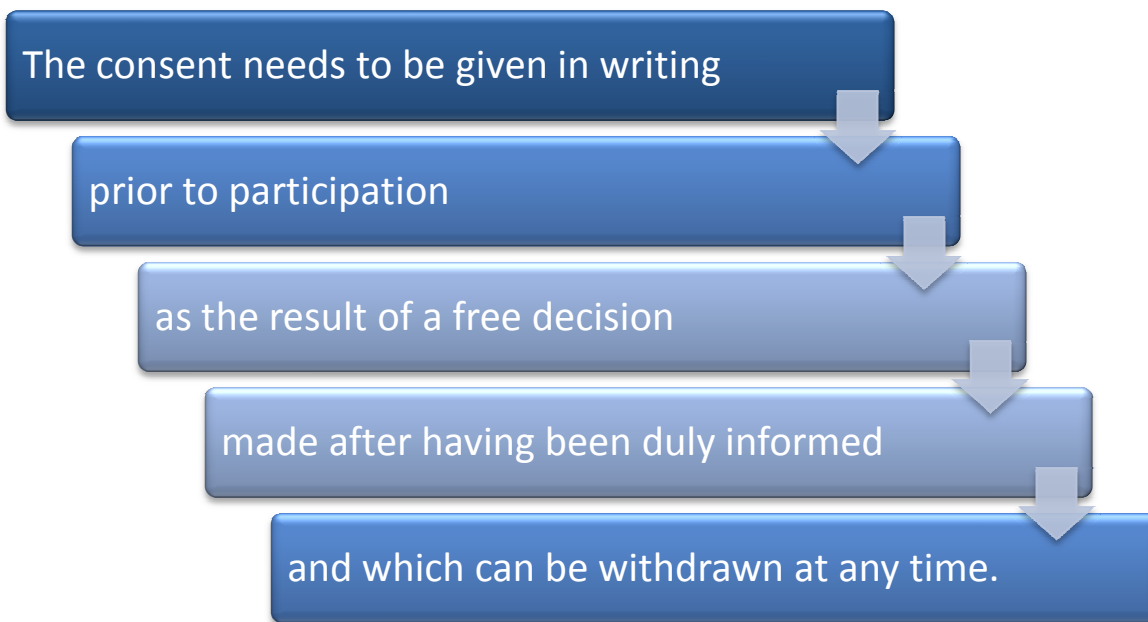 The consent needs to be given in writing
prior to participation
as the result of a free decision
made after having been duly informed
and which can be withdrawn at any time.